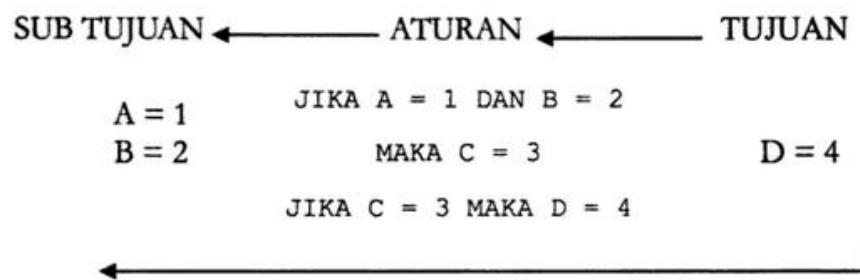 SUB TUJUAN ATURAN TUJUAN
A = 1
B = 2
JIKA A = 1 DAN B = 2
MAKA C = 3
JIKA C = 3 MAKA D = 4
D = 4